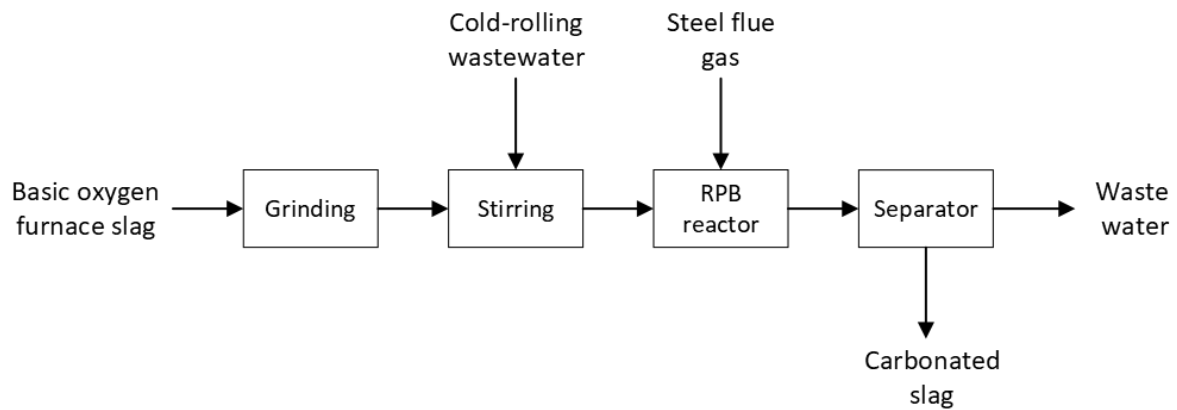 Cold-rolling
wastewater
Steel flue
gas
Basic oxygen
furnace slag
Grinding
Stirring
RPB
reactor
Separator
Waste
water
Carbonated
slag